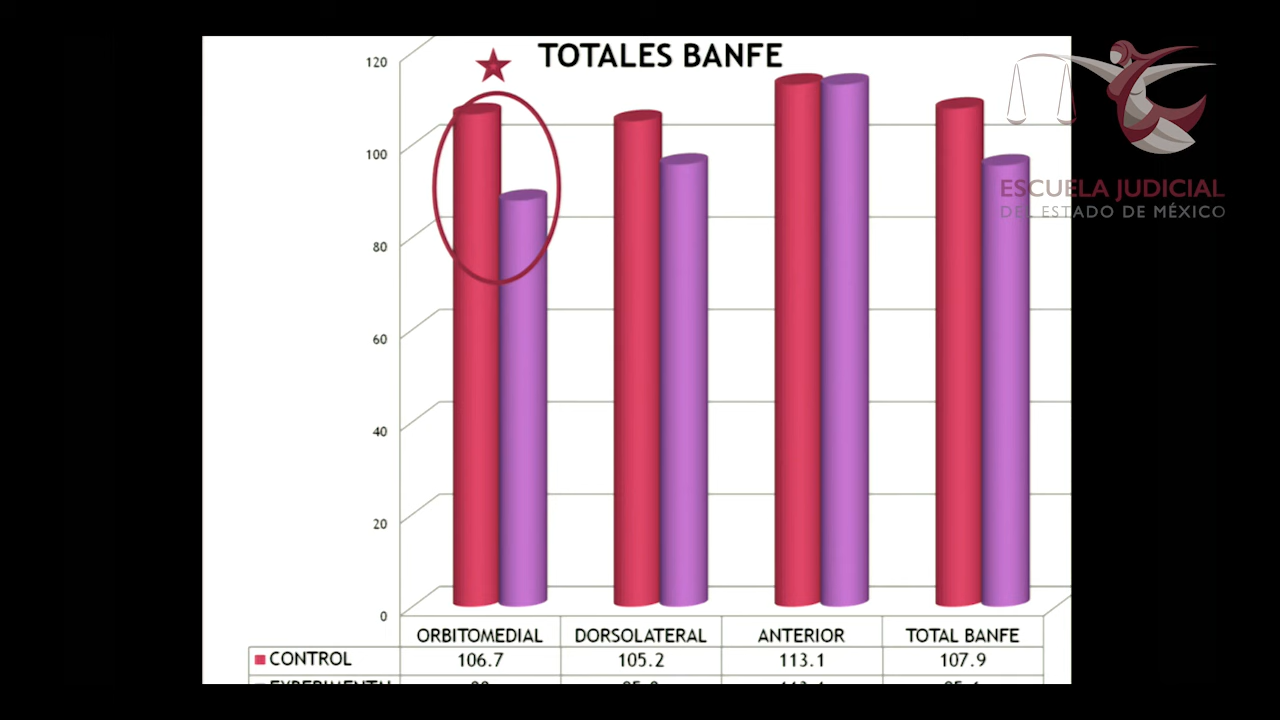 TOTALES BANFE
120
100
80
60
40
20
0
ESCUELA JUDICIAL
DEL ESTADO DE MÉXICO
ORBITOMEDIAL DORSOLATERAL ANTERIOR TOTAL BANFE
CONTROL 106.7 105.2 113.1 107.9
EXPERIMENTAL